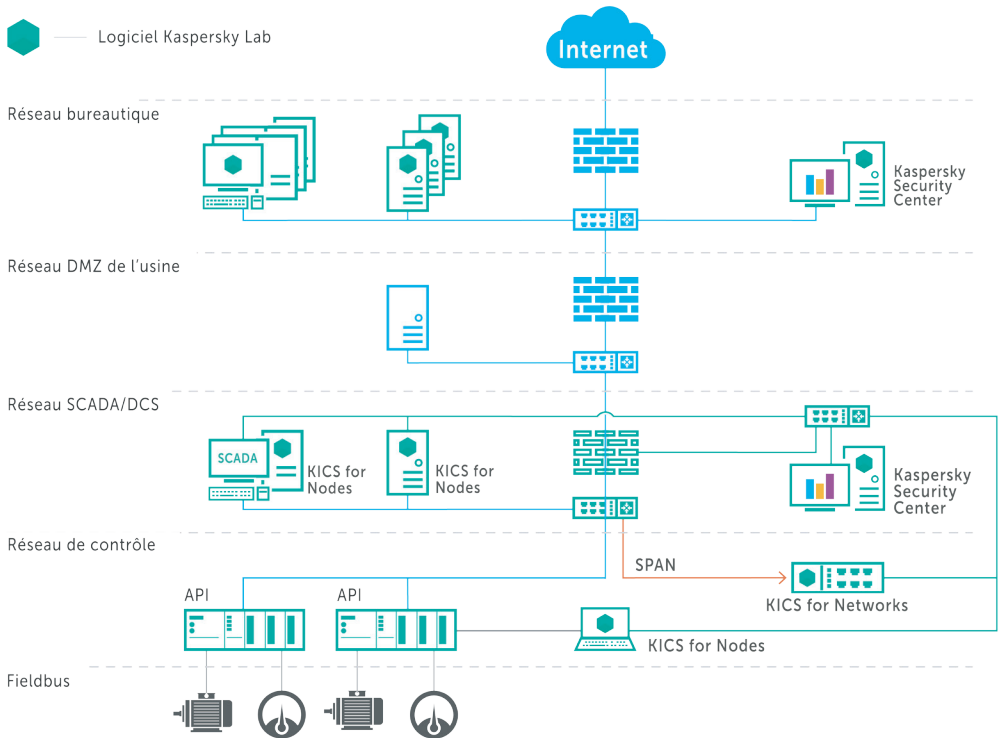 Logiciel Kaspersky Lab
Internet
Réseau bureautique
Kaspersky
Security
Center
Réseau DMZ de l'usine
Réseau SCADA/DCS
SCADA
KICS for
Nodes
KICS for
Nodes
Kaspersky
Security
Center
Réseau de contrôle
SPAN
KICS for Networks
API
API
KICS for Nodes
Fieldbus